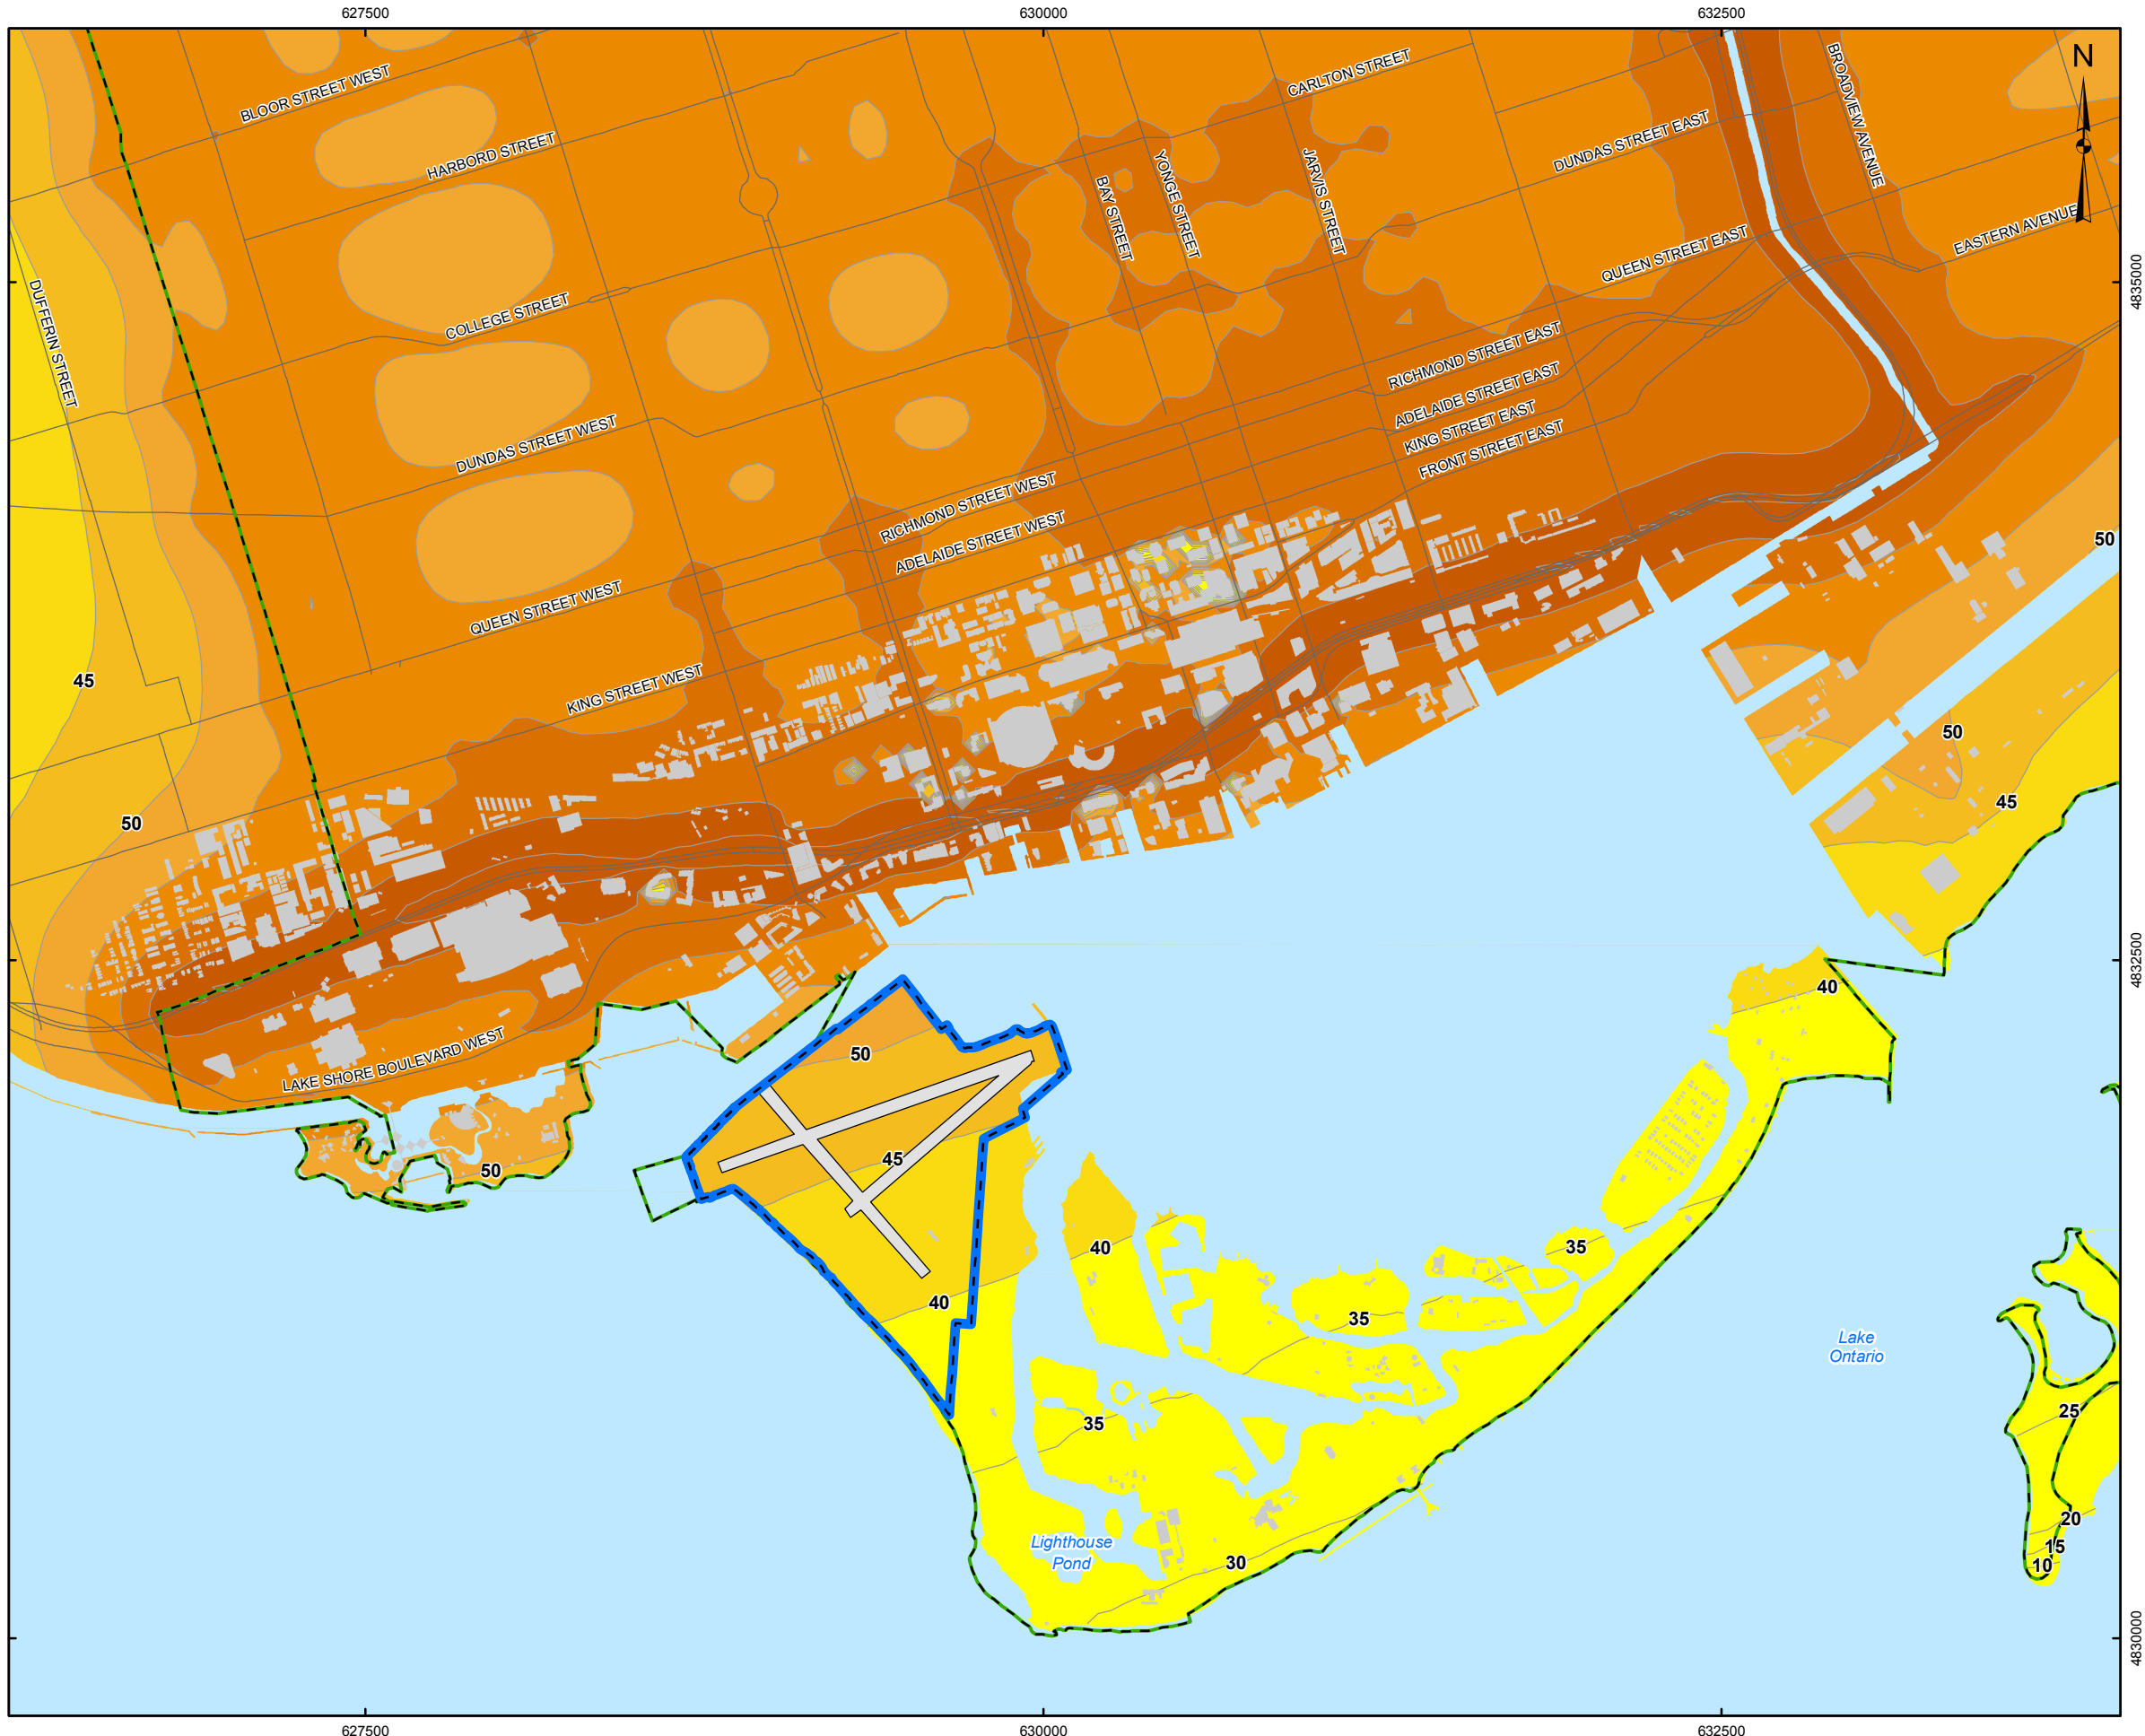 627500
630000
632500
N
BLOOR STREET WEST
HARBORD STREET
CARLTON STREET
BROADVIEW AVENUE
DUNDAS STREET EAST
YONGE STREET
JARVIS STREET
BAY STREET
EASTERN AVENUE
QUEEN STREET EAST
4835000
DUFFERIN STREET
COLLEGE STREET
RICHMOND STREET EAST
ADELAIDE STREET EAST
KING STREET EAST
FRONT STREET EAST
DUNDAS STREET WEST
RICHMOND STREET WEST
ADELAIDE STREET WEST
50
QUEEN STREET WEST
45
KING STREET WEST
50
45
50
4832500
40
LAKE SHORE BOULEVARD WEST
50
45
50
40
35
40
35
Lake
Ontario
35
25
20
15
10
Lighthouse
Pond
30
4830000
627500
630000
632500